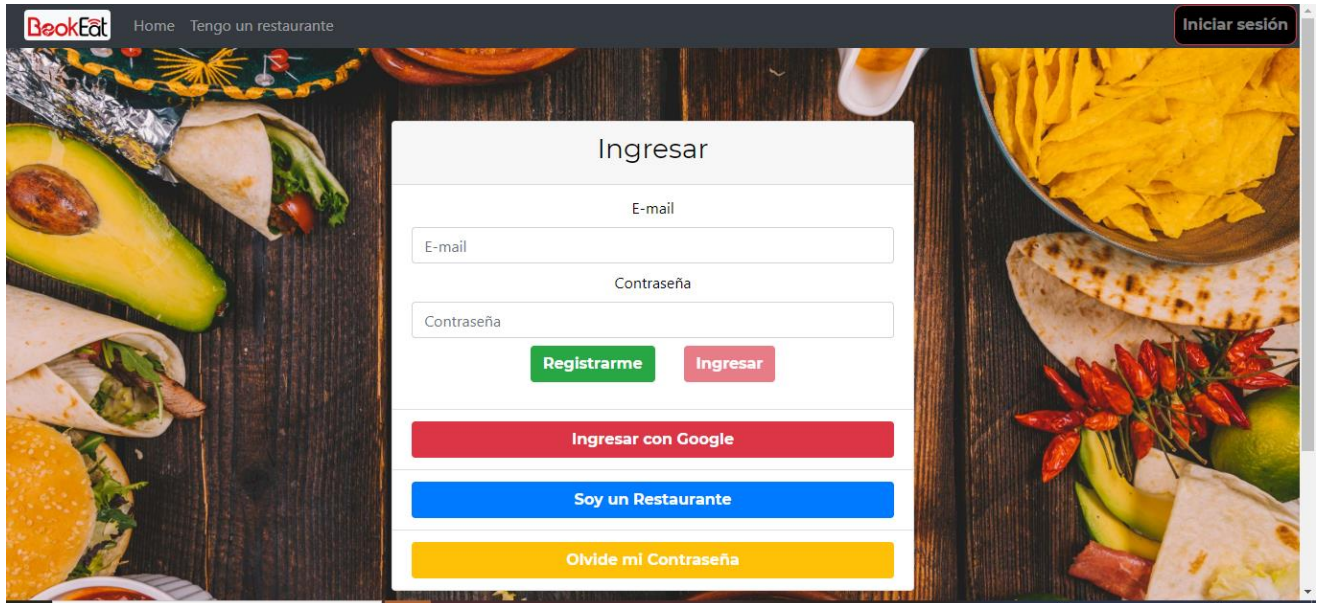 BookEat Home Tengo un restaurante Iniciar sesión
Ingresar
E-mail
E-mail
Contraseña
Contraseña
Registrarme Ingresar
Ingresar con Google
Soy un Restaurante
Olvide mi Contraseña